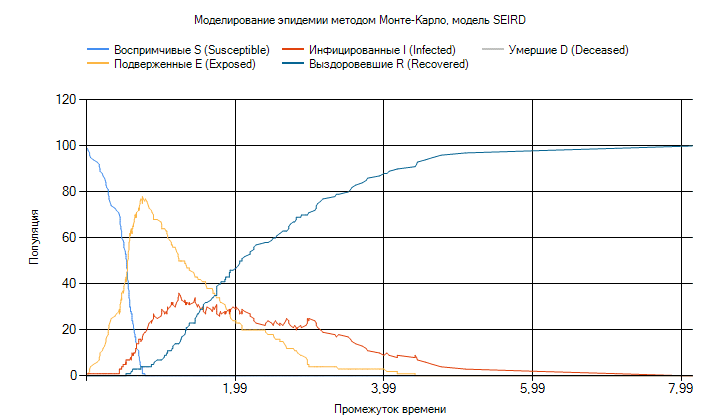 Моделирование эпидемии методом Монте-Карло, модель SEIRD
Воспримчивые S (Susceptible) Инфицированные I (Infected) Умершие D (Deceased)
Подверженные E (Exposed) Выздоровевшие R (Recovered)
120
100
80
60
40
20
0
Популяция
1,99 3,99 5,99 7,99
Промежуток времени